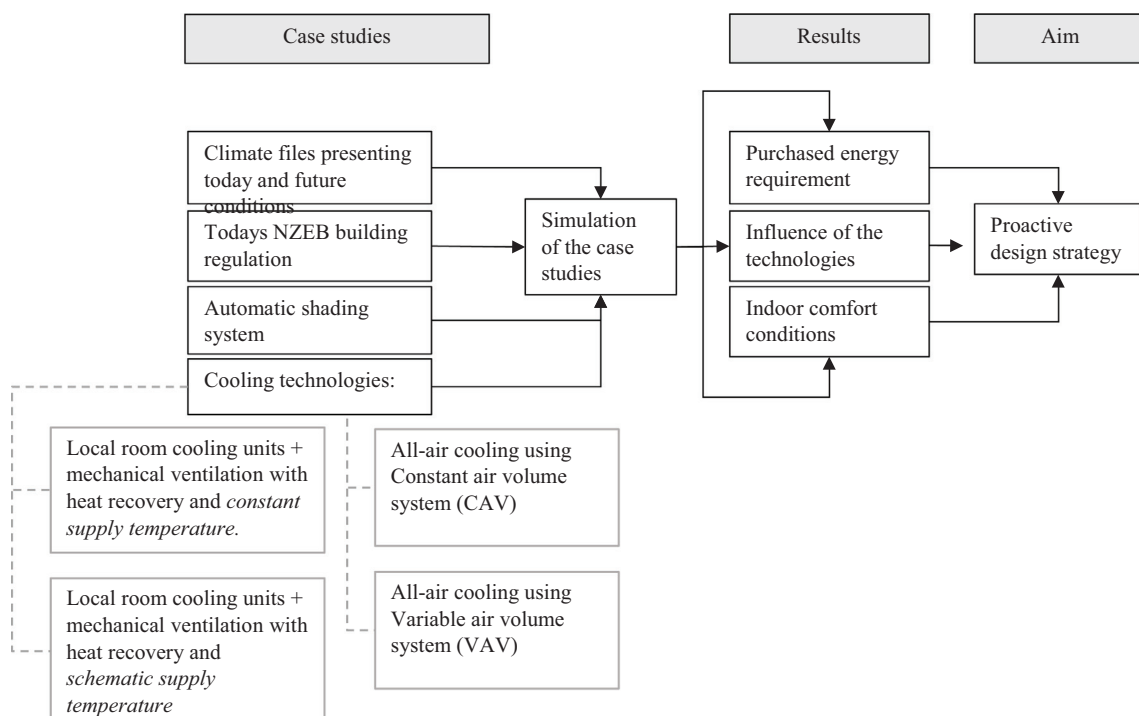 Case studies
Results
Aim
Climate files presenting
today and future
conditions
Todays NZEB building
regulation
Automatic shading
system
Cooling technologies:
Simulation
of the case
studies
Purchased energy
requirement
Influence of the
technologies
Indoor comfort
conditions
Proactive
design strategy
Local room cooling units +
mechanical ventilation with
heat recovery and constant
supply temperature.
All-air cooling using
Constant air volume
system (CAV)
Local room cooling units +
mechanical ventilation with
heat recovery and
schematic supply
temperature
All-air cooling using
Variable air volume
system (VAV)